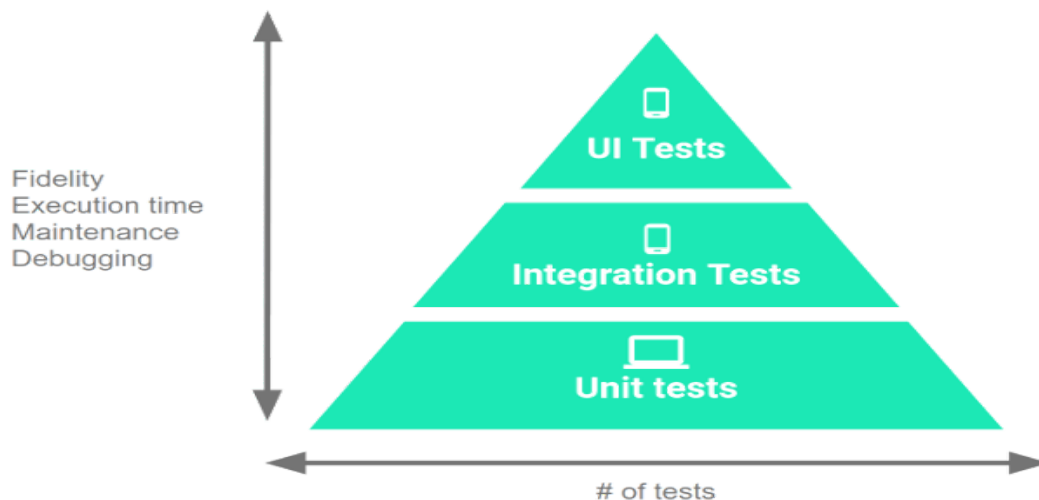 Fidelity
Execution time
Maintenance
Debugging
UI Tests
Integration Tests
Unit tests
# of tests